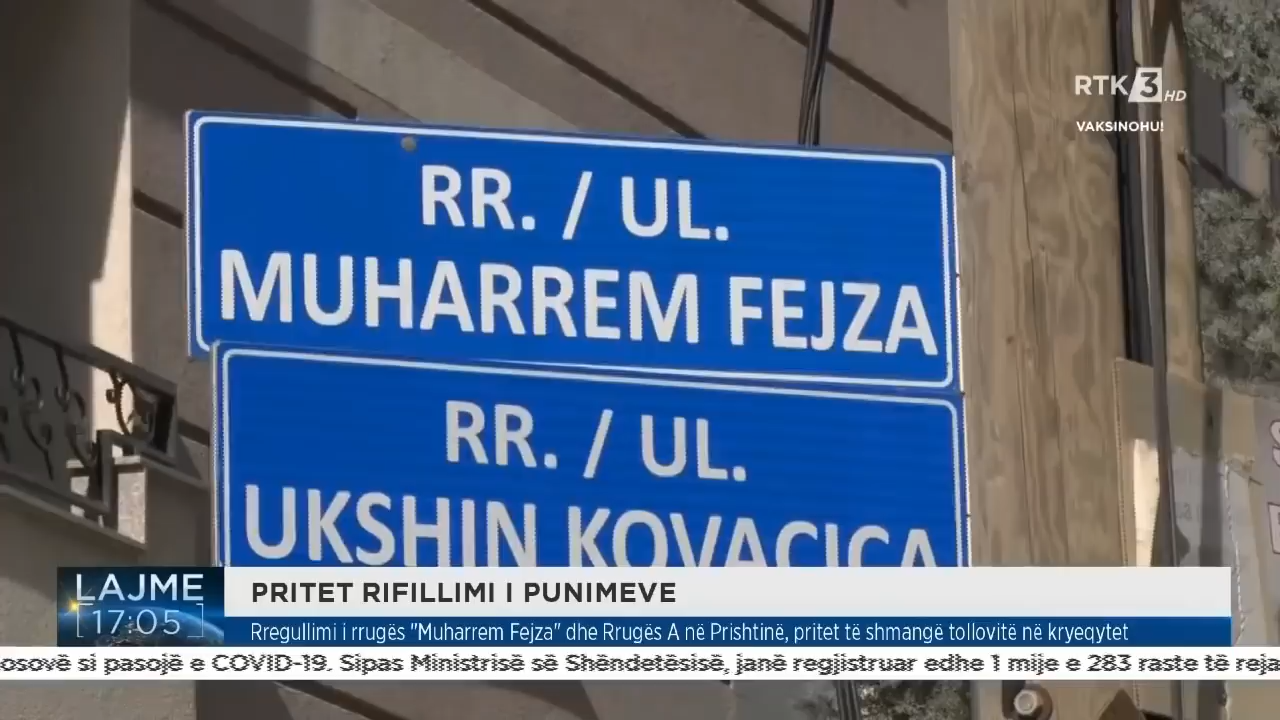 RTK 3 HD
VAKSINOHU!
RR. / UL.
MUHARREM FEJZA
RR. / UL.
UKSHIN KOVACICA
LAJME
17:05
PRITET RIFILLIMI I PUNIMEVE
Rregullimi i rrugës "Muharrem Fejza" dhe Rrugës A në Prishtinë, pritet të shmangë tollovitë në kryeqytet
osovë si pasojë e COVID-19. Sipas Ministrisë së Shëndetësisë, janë regjistruar edhe 1 mije e 283 raste të reja